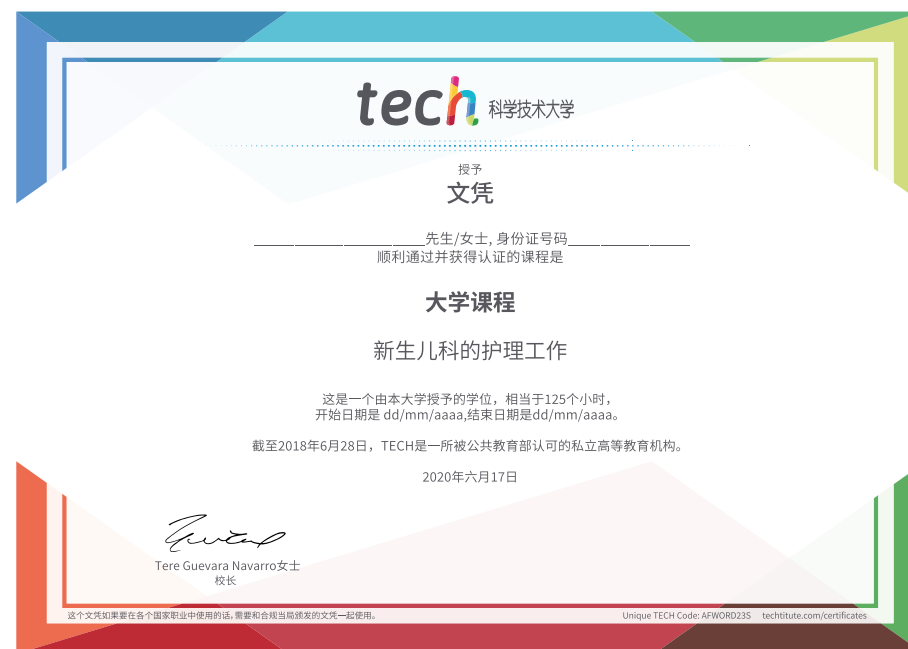 tech 科学技术大学
授予
文凭
先生/女士, 身份证号码
顺利通过并获得认证的课程是
大学课程
新生儿科的护理工作
这是一个由本大学授予的学位，相当于125个小时，
开始日期是 dd/mm/aaaa,结束日期是dd/mm/aaaa。
截至2018年6月28日，TECH是一所被公共教育部认可的私立高等教育机构。
2020年六月17日
Tere Guevara Navarro女士
校长
这个文凭如果要在各个国家职业中使用的话,需要和合规当局颁发的文凭一起使用。
Unique TECH Code: AFWORD23S techtitute.com/certificates